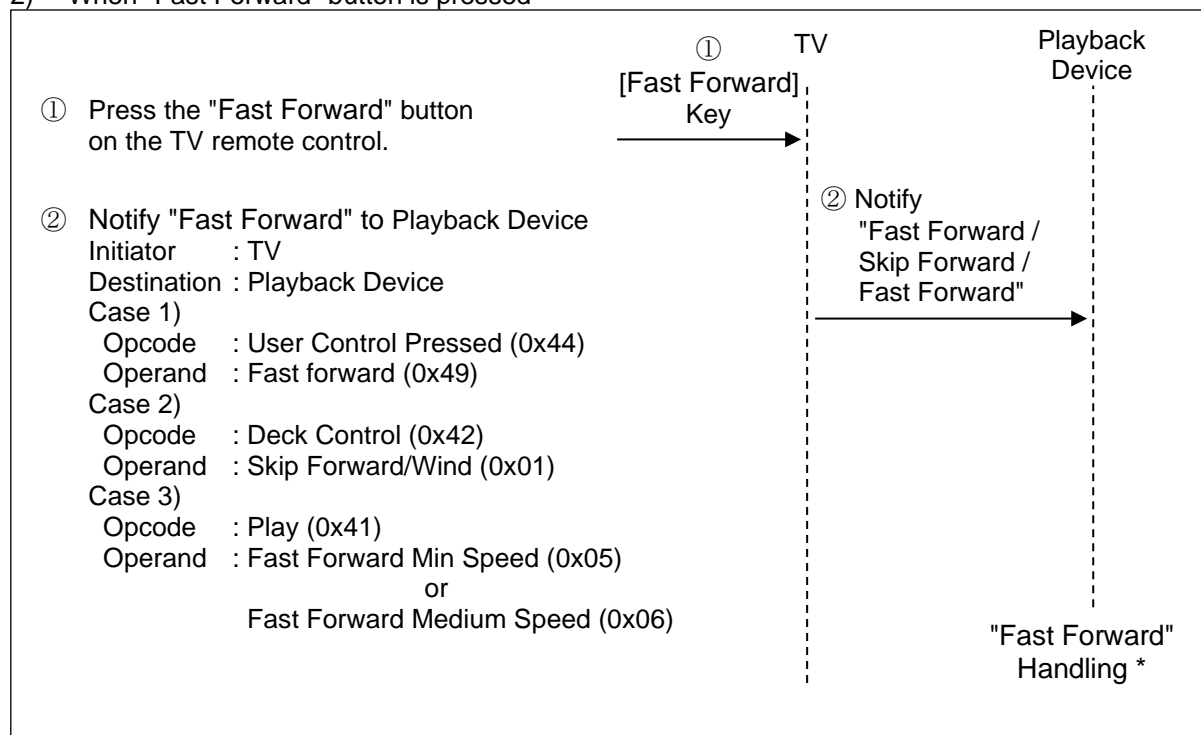 2) When "Fast Forward" button is pressed
① Press the "Fast Forward" button
on the TV remote control.
② Notify "Fast Forward" to Playback Device
Initiator : TV
Destination : Playback Device
Case 1)
Opcode : User Control Pressed (0x44)
Operand : Fast forward (0x49)
Case 2)
Opcode : Deck Control (0x42)
Operand : Skip Forward/Wind (0x01)
Case 3)
Opcode : Play (0x41)
Operand : Fast Forward Min Speed (0x05)
or
Fast Forward Medium Speed (0x06)
①
[Fast Forward]
Key
TV
Playback
Device
② Notify
"Fast Forward /
Skip Forward /
Fast Forward"
"Fast Forward"
Handling *